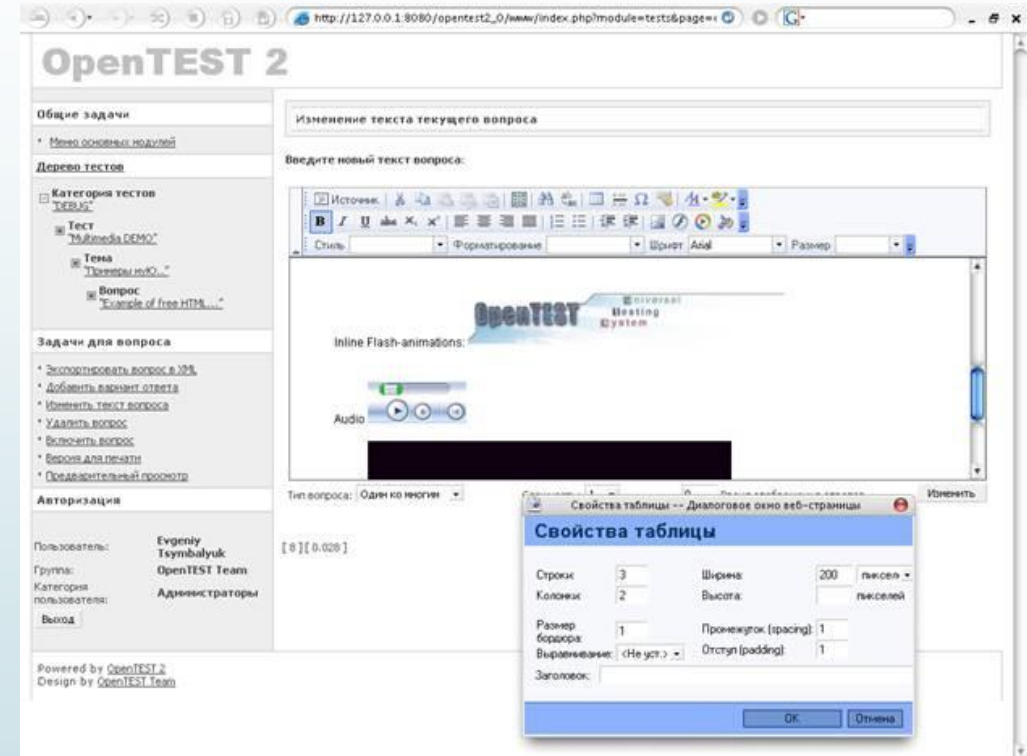 http://127.0.0.1:8080/opentest2_0/www/index.php?module=tests&page=
OpenTEST 2
Общие задачи
* Меню основных модулей
Дерево тестов
Категория тестов
"DEBUG"
Тест
"Multimedia DEMO"
Тема
"Примеры
Вопрос
"Example of free HTML...."
Задачи для вопроса
* Экспортировать вопрос в XML
* Добавить вариант ответа
* Изменить текст вопроса
* Удалить вопрос
* Включить вопрос
* Версия для печати
* Предварительный просмотр
Авторизация
Пользователь: Evgeniy Tsymbalyuk
Группа: OpenTEST Team
Категория пользователя: Администраторы
Выход
Powered by OpenTEST 2
Design by OpenTEST Team
Изменение текста текущего вопроса
Введите новый текст вопроса:
Источник
Стиль Форматирование Шрифт Arial Размер
OpenTEST Universal
Testing
System
Inline Flash-animations:
Audio
Тип вопроса: Один ко многим
Изменить
[ 8 ][ 0.028 ]
Свойства таблицы -- Диалоговое окно веб-страницы
Свойства таблицы
Строки: 3 Ширина: 200 пиксел
Колонки: 2 Высота: пикселей
Размер бордюра: 1 Промежуток (spacing): 1
Выравнивание: <Не уст.> Отступ (padding): 1
Заголовок:
OK Отмена